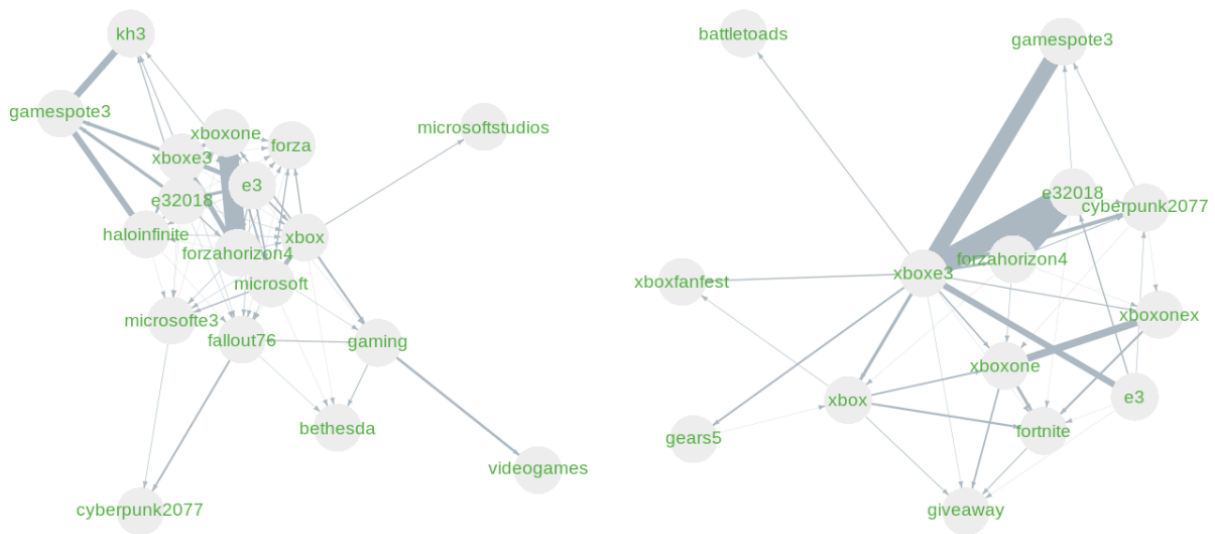 kh3
gamespote3
xboxone
forza
microsoftstudios
xboxe3
e3
e32018
haloinfinite
xbox
forzahorizon4
microsoft
microsofte3
fallout76
gaming
bethesda
videogames
cyberpunk2077
battletoads
gamespote3
e32018
cyberpunk2077
forzahorizon4
xboxe3
xboxfanfest
xboxonex
xboxone
e3
xbox
gears5
fortnite
giveaway